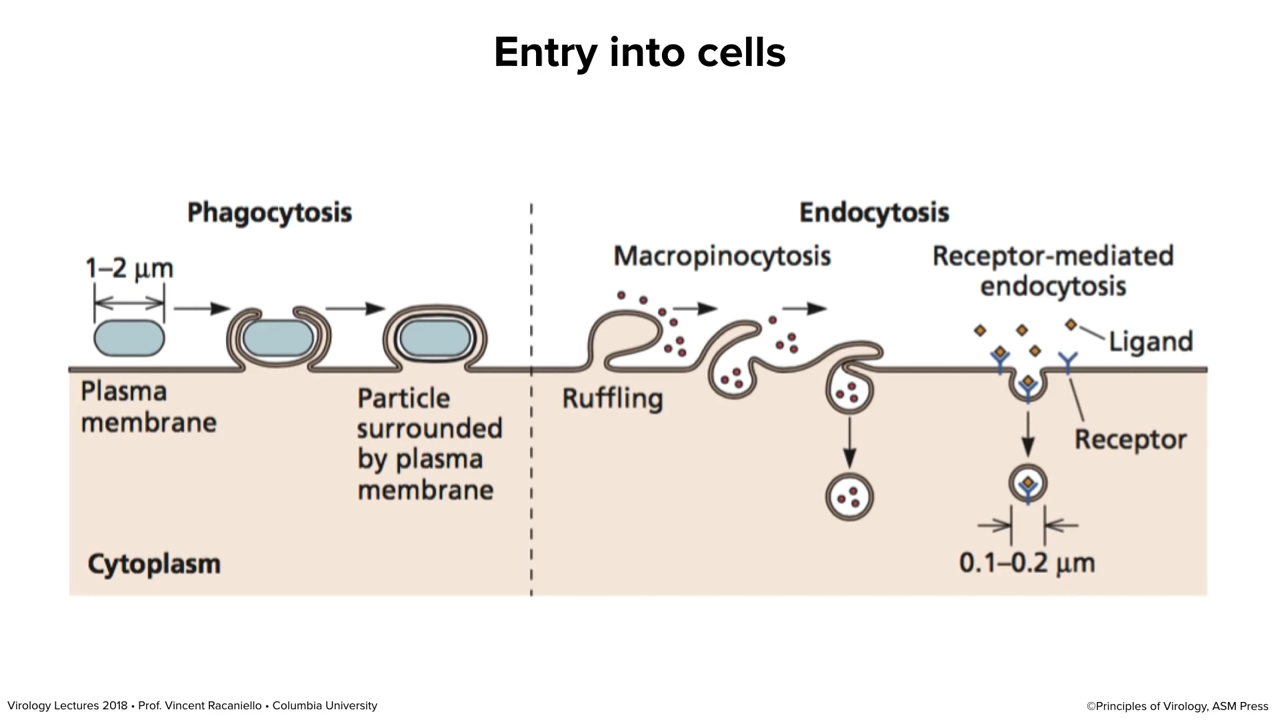 Entry into cells
Phagocytosis
1–2 μm
Plasma
membrane
Particle
surrounded
by plasma
membrane
Cytoplasm
Endocytosis
Macropinocytosis
Ruffling
Receptor-mediated
endocytosis
Ligand
Receptor
0.1–0.2 μm
Virology Lectures 2018 • Prof. Vincent Racaniello • Columbia University
©Principles of Virology, ASM Press